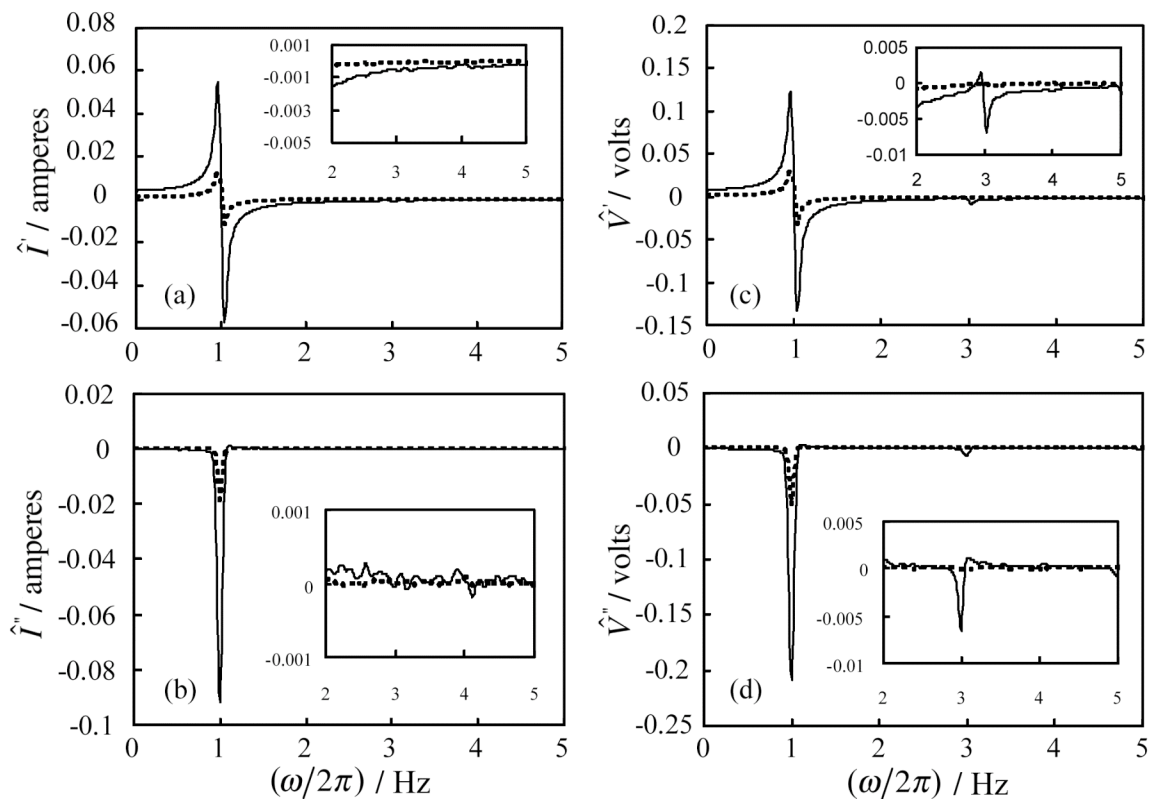 0.08
0.06
0.04
0.02
0
-0.02
-0.04
-0.06
Î' / amperes
0.001
-0.001
-0.003
-0.005
2 3 4 5
(a)
0 1 2 3 4 5
0.2
0.15
0.1
0.05
0
-0.05
-0.1
-0.15
V̂' / volts
0.005
0
-0.005
-0.01
2 3 4 5
(c)
0 1 2 3 4 5
0.02
0
-0.02
-0.04
-0.06
-0.08
-0.1
Î" / amperes
0.001
0
-0.001
2 3 4 5
(b)
0 1 2 3 4 5
(ω/2π) / Hz
0.05
0
-0.05
-0.1
-0.15
-0.2
-0.25
V̂" / volts
0.005
0
-0.005
-0.01
2 3 4 5
(d)
0 1 2 3 4 5
(ω/2π) / Hz